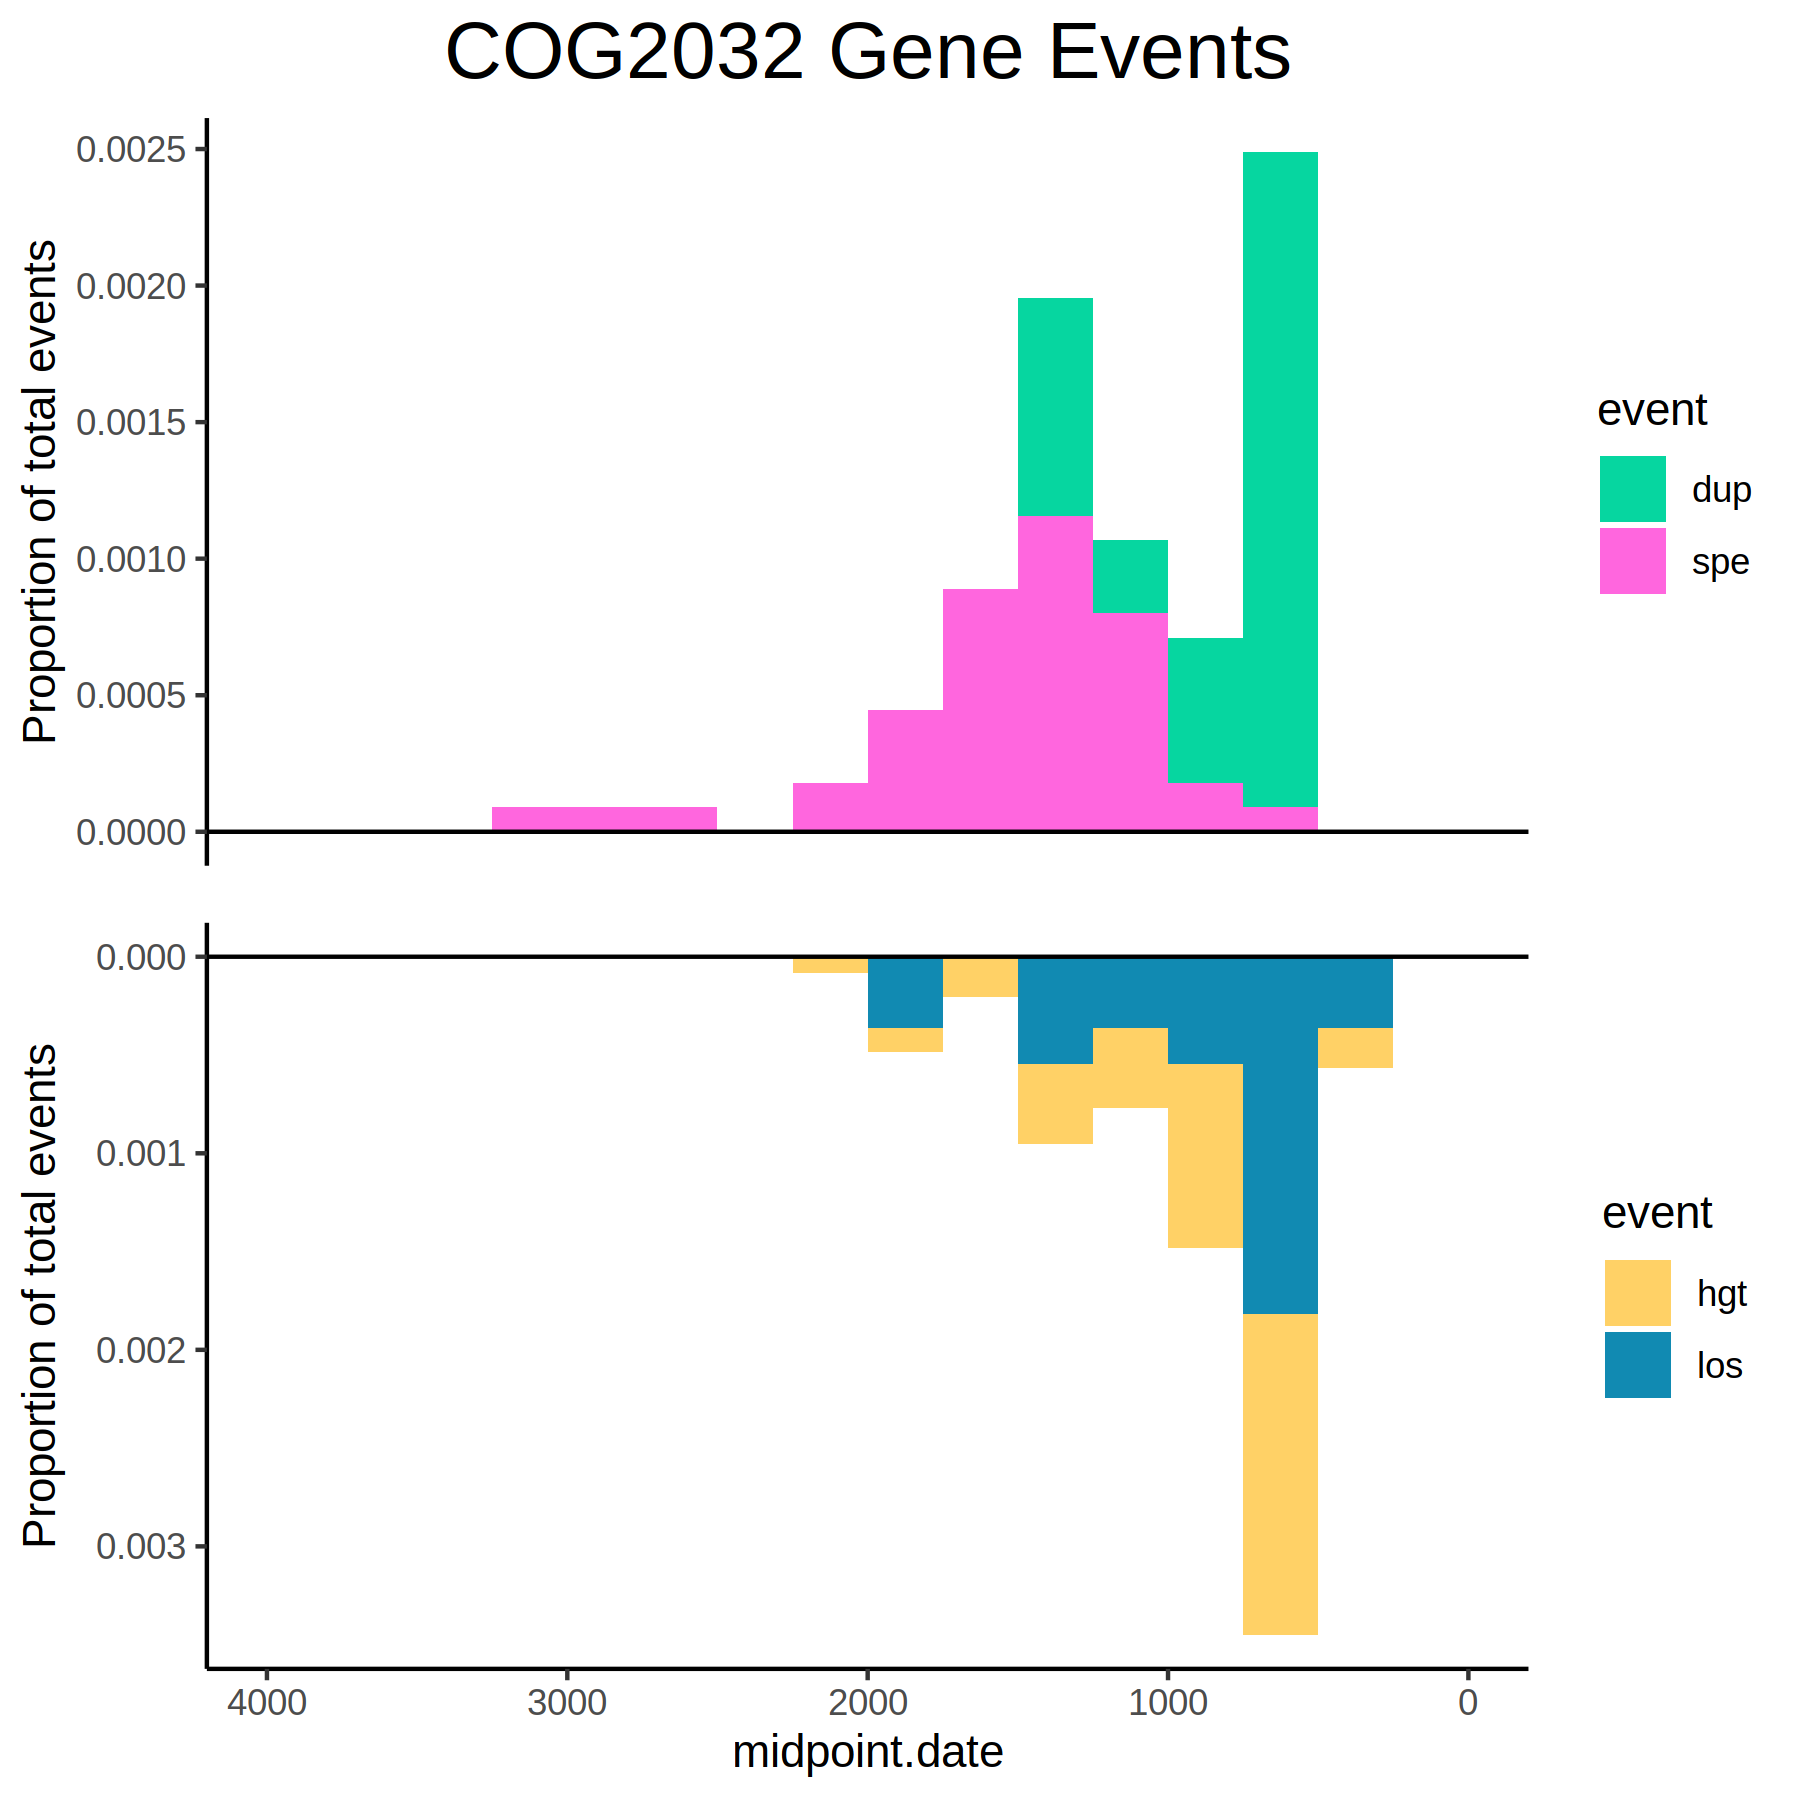 COG2032 Gene Events
0.0025
0.0020
0.0015
0.0010
0.0005
0.0000
Proportion of total events
event
dup
spe
0.000
0.001
0.002
0.003
Proportion of total events
event
hgt
los
4000 3000 2000 1000 0
midpoint.date